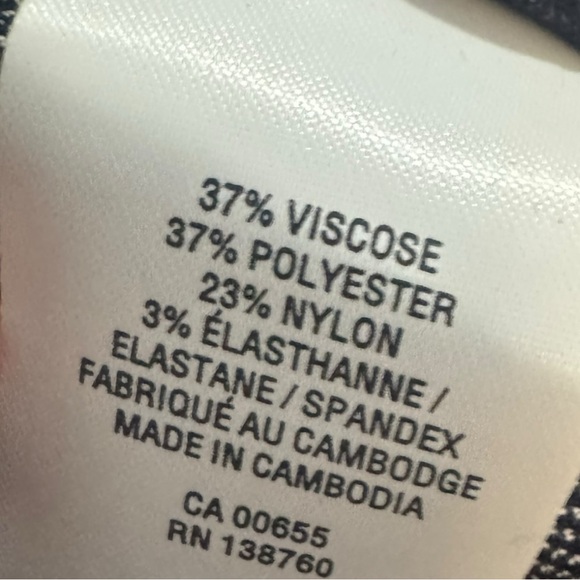 37% VISCOSE
37% POLYESTER
23% NYLON
3% ÉLASTHANNE /
ELASTANE / SPANDEX
FABRIQUÉ AU CAMBODGE
MADE IN CAMBODIA
CA 00655
RN 138760